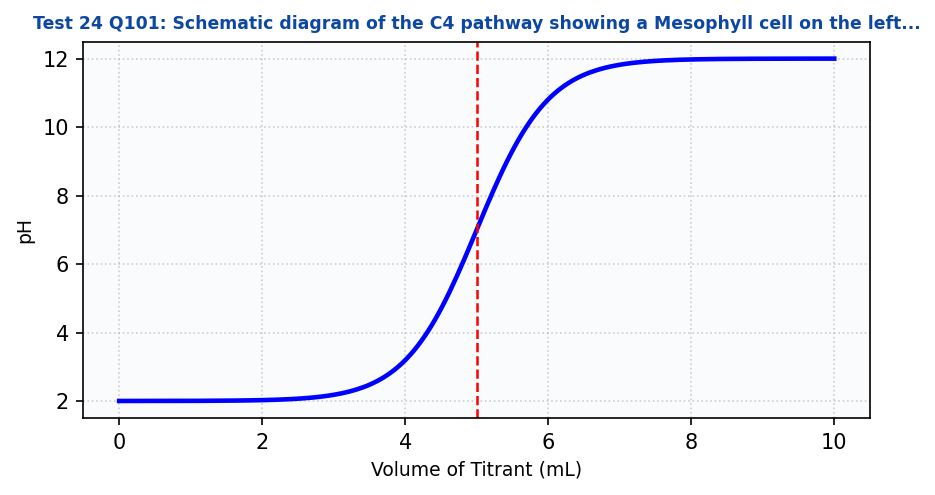 Test 24 Q101: Schematic diagram of the C4 pathway showing a Mesophyll cell on the left...
12
10
8
6
4
2
pH
0 2 4 6 8 10
Volume of Titrant (mL)